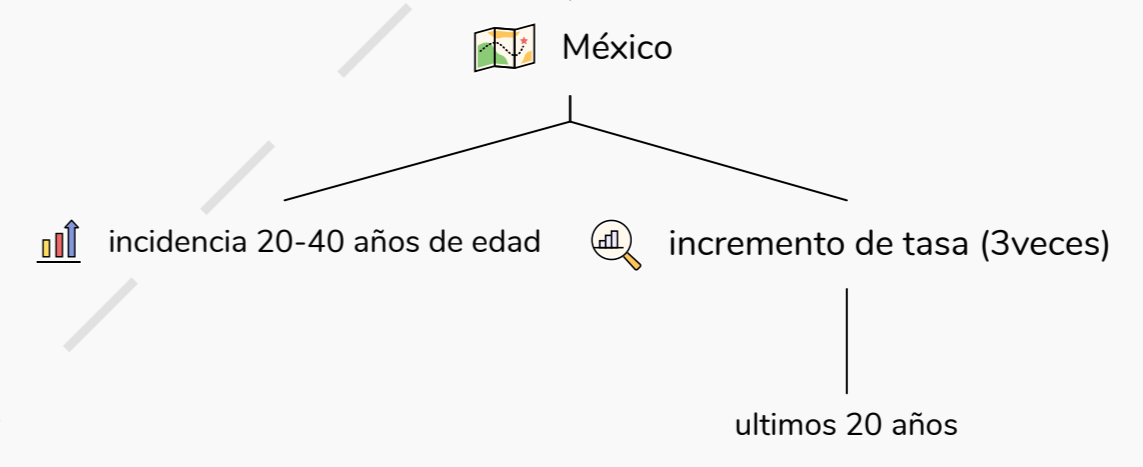 México
incidencia 20-40 años de edad
incremento de tasa (3veces)
ultimos 20 años